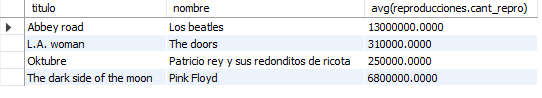 titulo nombre avg(reproducciones.cant_repro)
Abbey road Los beatles 13000000.0000
L.A. woman The doors 310000.0000
Oktubre Patricio rey y sus redonditos de ricota 250000.0000
The dark side of the moon Pink Floyd 6800000.0000